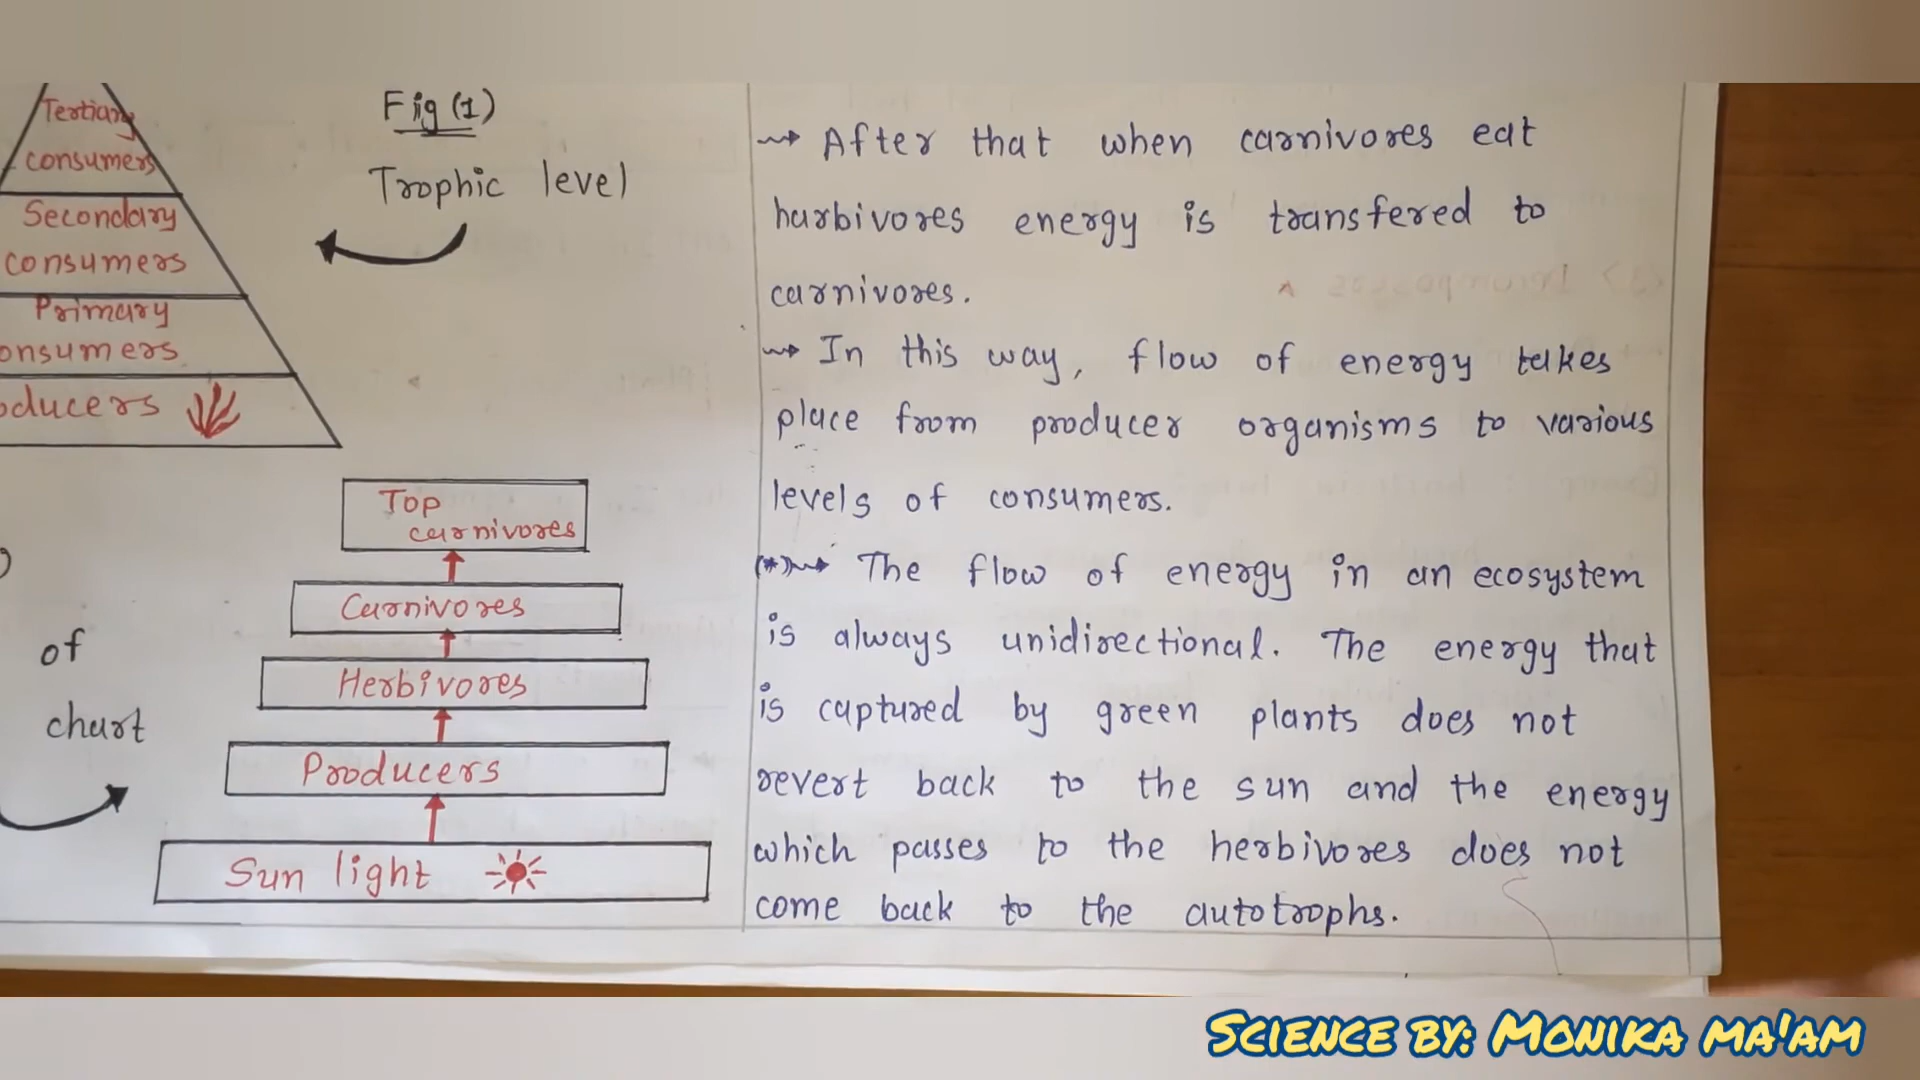 Tertiary
consumers
Secondary
consumers
Primary
onsumers
oducers
Fig (1)
Trophic level
of
chart
Top
carnivores
Carnivores
Herbivores
Producers
Sun light
After that when carnivores eat
harbivores energy is transfered to
carnivores.
In this way, flow of energy takes
place from producer organisms to various
levels of consumers.
(*) The flow of energy in an ecosystem
is always unidirectional. The energy that
is captured by green plants does not
revert back to the sun and the energy
which passes to the herbivores does not
come back to the autotrophs.
SCIENCE BY: MONIKA MA'AM